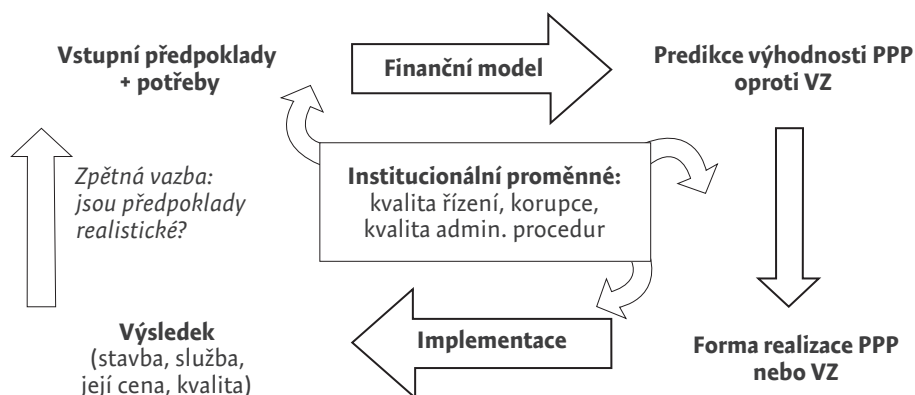 Vstupní předpoklady
+ potřeby
Finanční model
Predikce výhodnosti PPP
oproti VZ
Zpětná vazba:
jsou předpoklady
realistické?
Institucionální proměnné:
kvalita řízení, korupce,
kvalita admin. procedur
Výsledek
(stavba, služba,
její cena, kvalita)
Implementace
Forma realizace PPP
nebo VZ